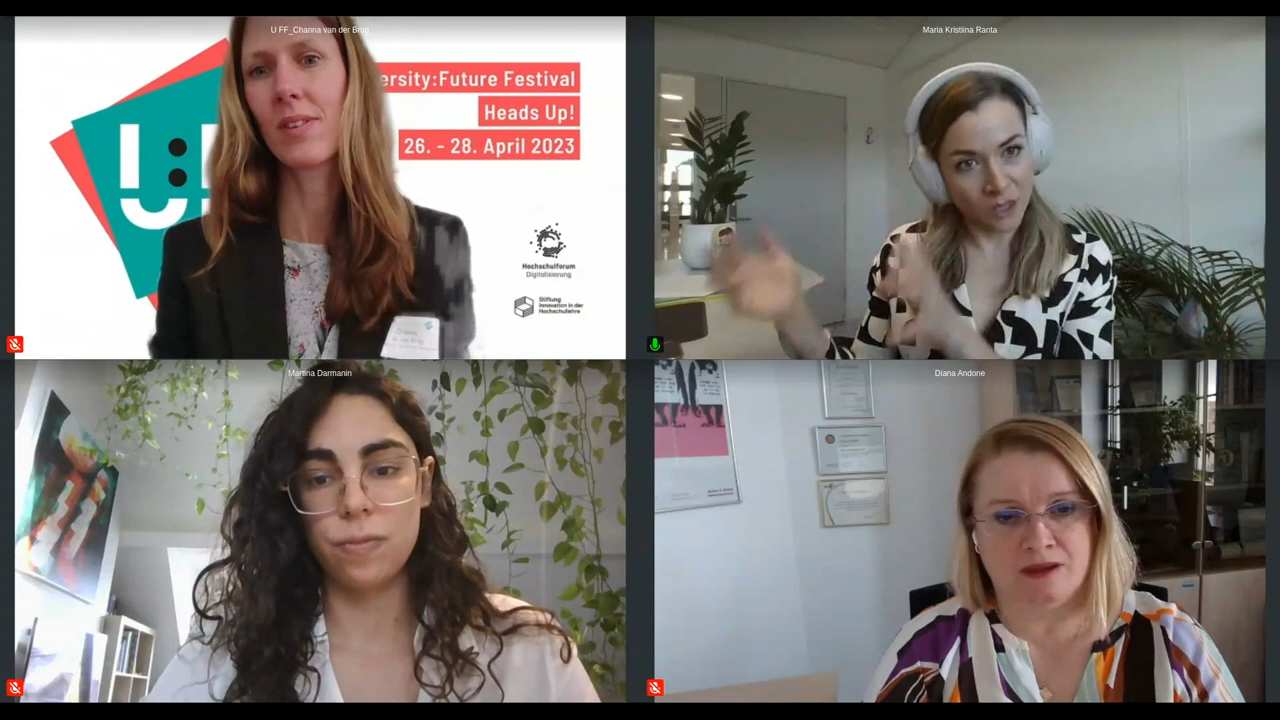 U FF_Channa van der Brug
ersity:Future Festival
Heads Up!
26. - 28. April 2023
U:
Hochschulforum
Digitalisierung
Stiftung
Innovation in der
Hochschullehre
Maria Kristiina Ranta
Martina Darmanin
Diana Andone